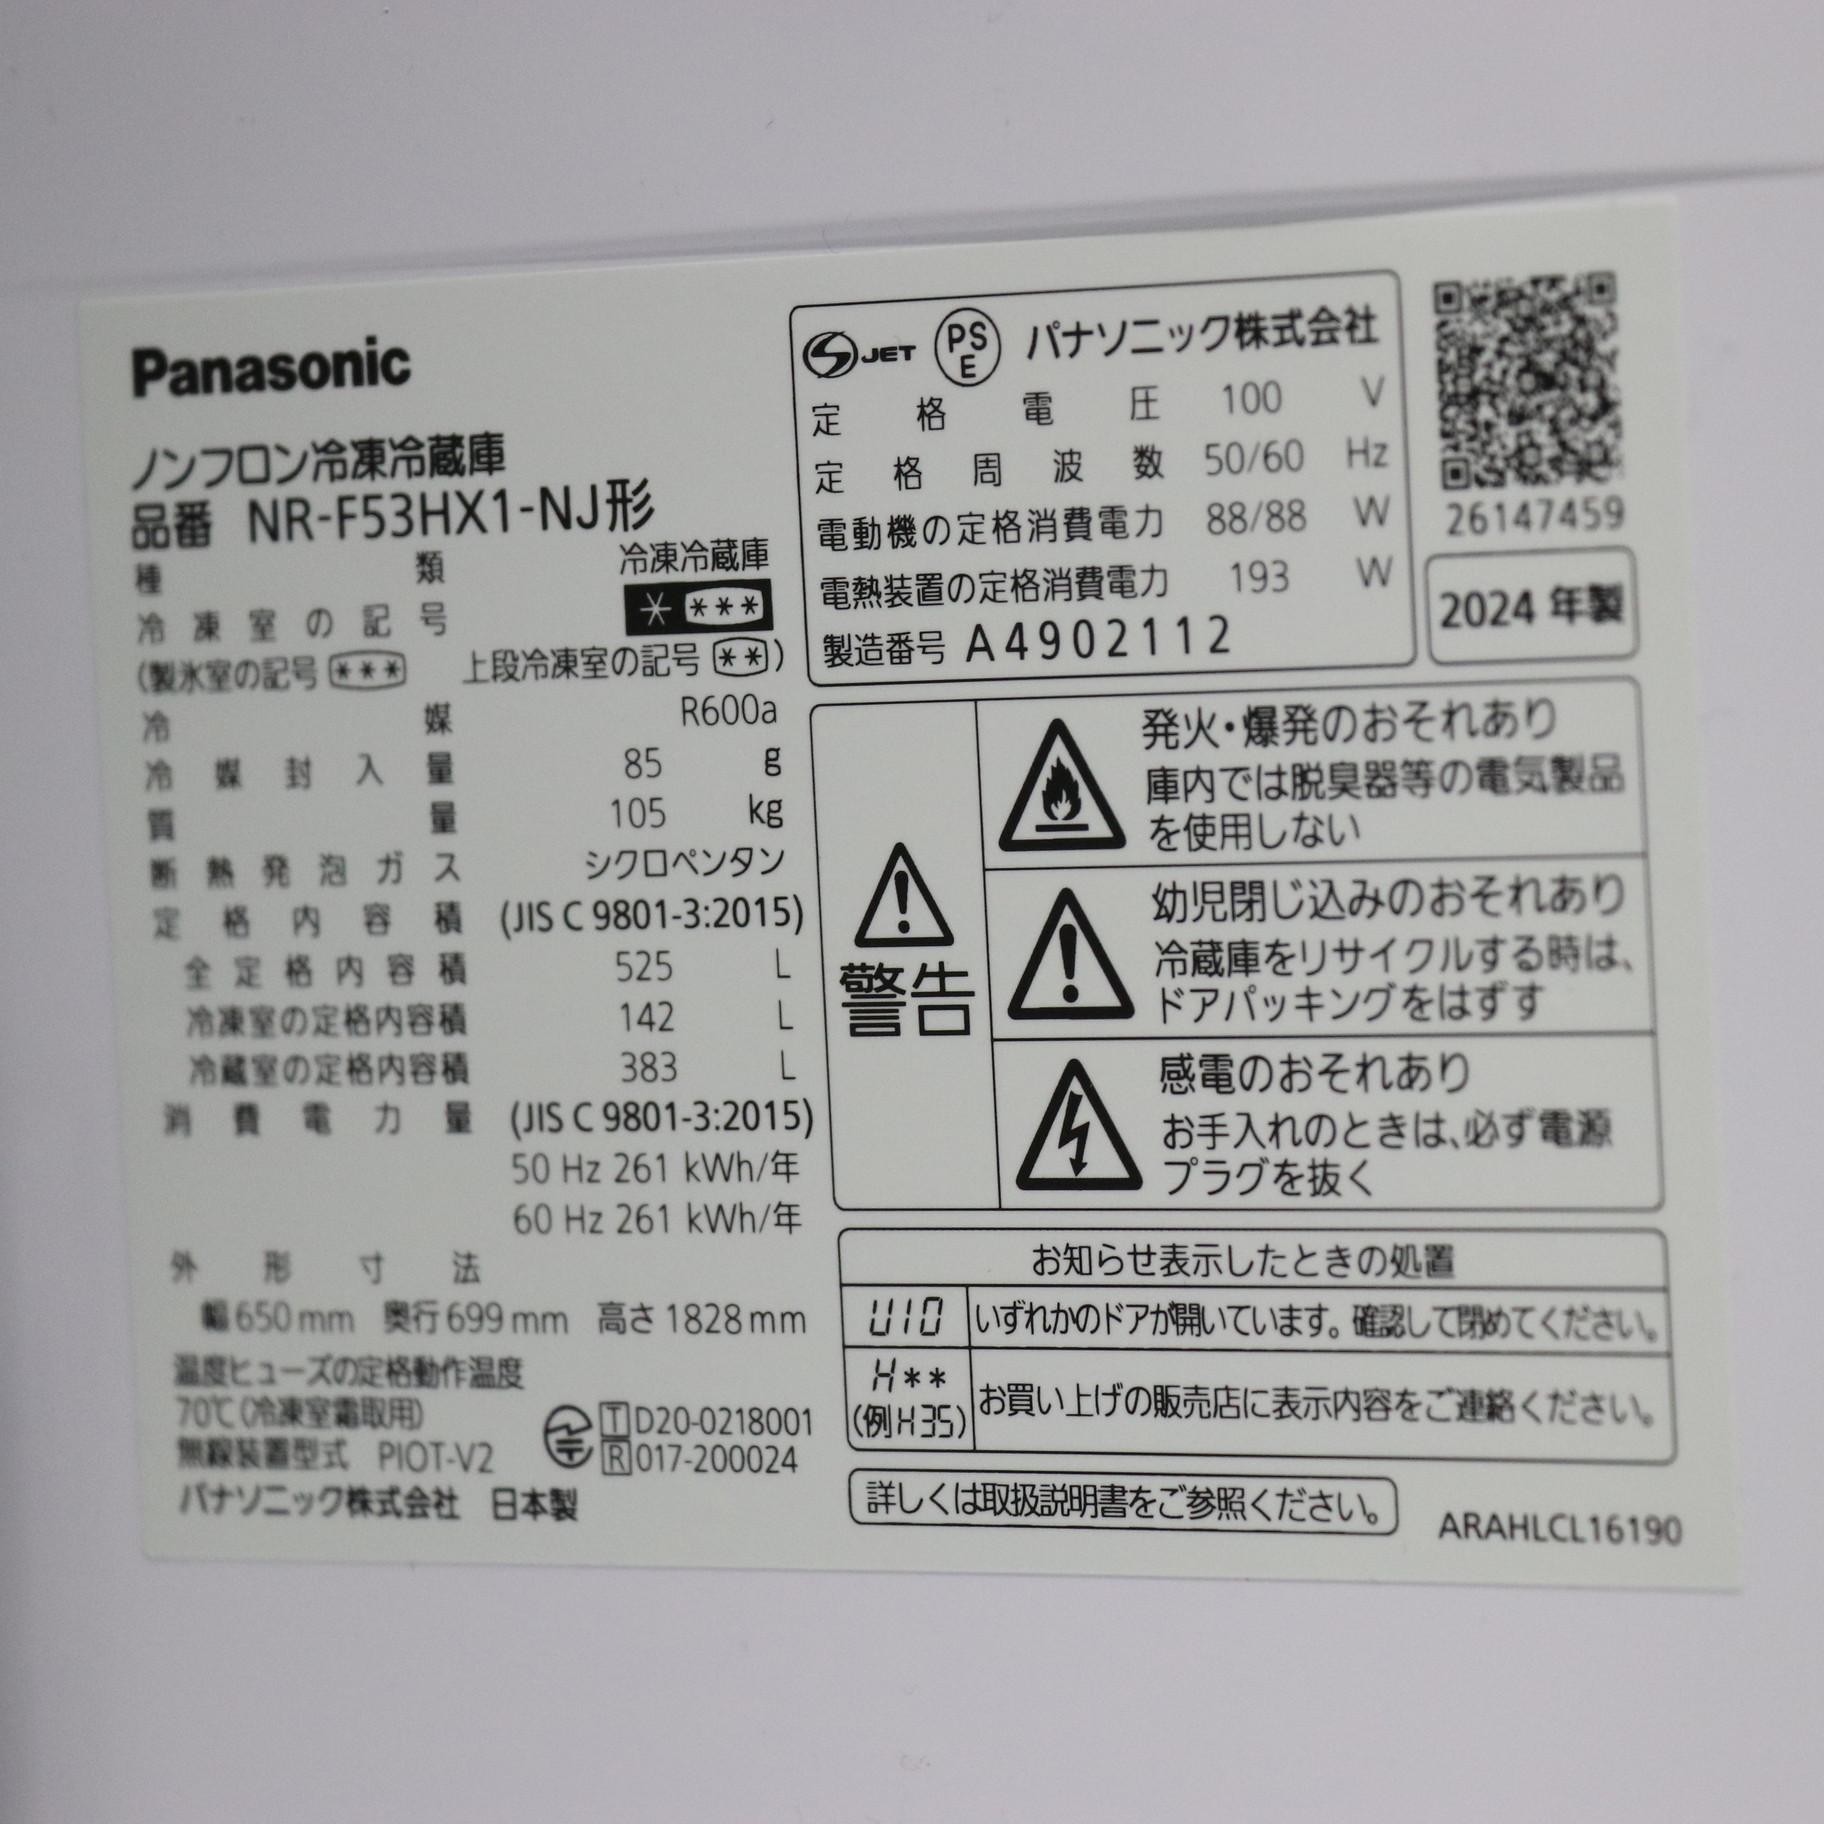 Panasonic
ノンフロン冷凍冷蔵庫
品番 NR-F53HX1-NJ形
種類 冷凍冷蔵庫
冷凍室の記号 * ***
(製氷室の記号 *** 上段冷凍室の記号 **)
冷媒 R600a
冷媒封入量 85 g
質量 105 kg
断熱発泡ガス シクロペンタン
定格内容積 (JIS C 9801-3:2015)
全定格内容積 525 L
冷凍室の定格内容積 142 L
冷蔵室の定格内容積 383 L
消費電力量 (JIS C 9801-3:2015)
50 Hz 261 kWh/年
60 Hz 261 kWh/年
外形寸法
幅 650 mm 奥行 699 mm 高さ 1828 mm
温度ヒューズの定格動作温度
70℃(冷凍室霜取用)
無線装置型式 PIOT-V2
T D20-0218001
R 017-200024
パナソニック株式会社 日本製
S JET PSE パナソニック株式会社
定格電圧 100 V
定格周波数 50/60 Hz
電動機の定格消費電力 88/88 W
電熱装置の定格消費電力 193 W
製造番号 A4902112
26147459
2024 年製
警告
発火・爆発のおそれあり
庫内では脱臭器等の電気製品
を使用しない
幼児閉じ込みのおそれあり
冷蔵庫をリサイクルする時は、
ドアパッキングをはずす
感電のおそれあり
お手入れのときは、必ず電源
プラグを抜く
お知らせ表示したときの処置
U10 いずれかのドアが開いています。確認して閉めてください。
H**
(例H35) お買い上げの販売店に表示内容をご連絡ください。
詳しくは取扱説明書をご参照ください。
ARAHLCL16190